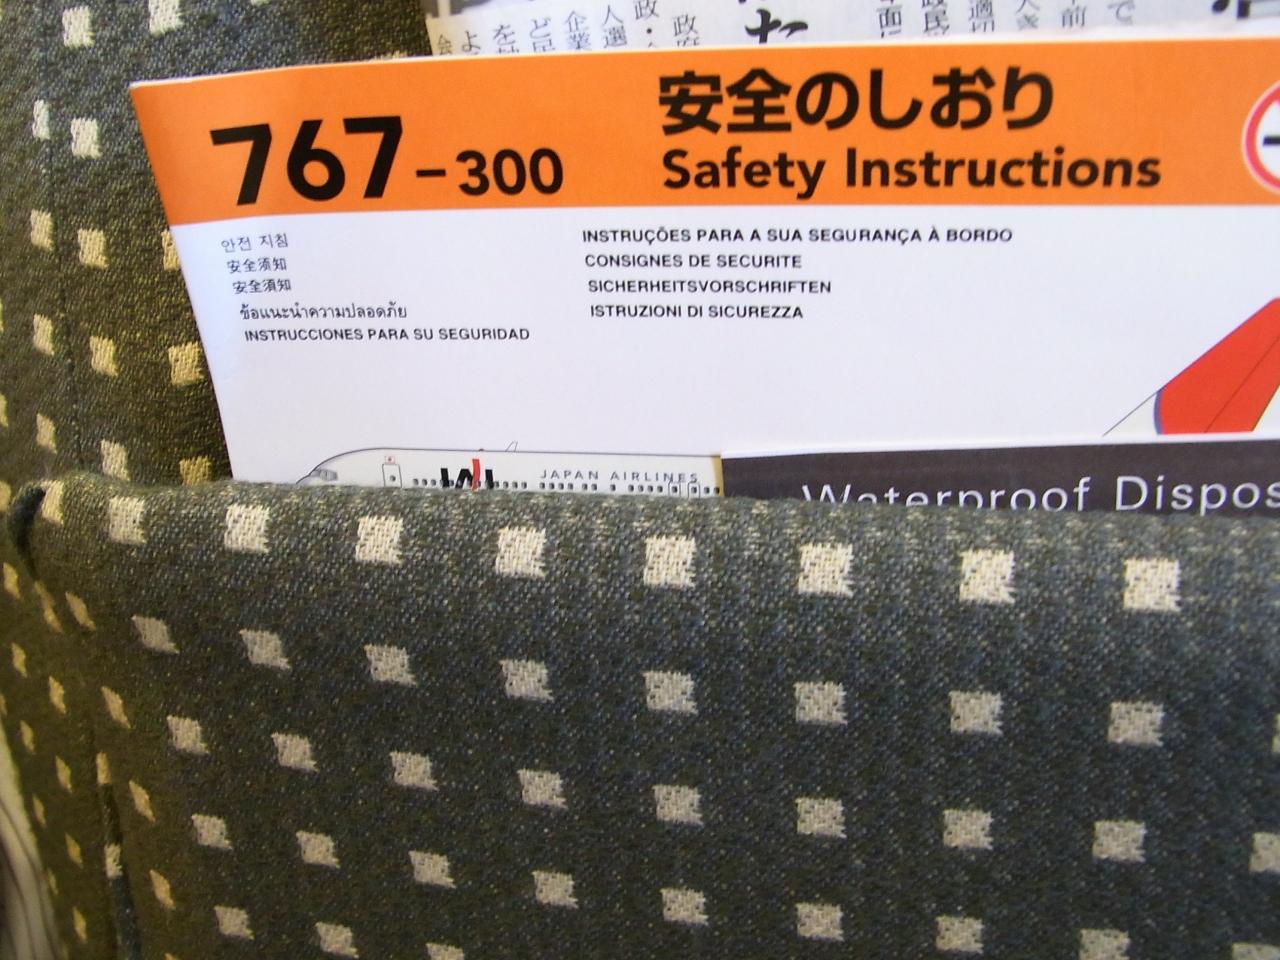 安全のしおり
767-300 Safety Instructions
안전 지침
安全须知
安全須知
ข้อแนะนำความปลอดภัย
INSTRUCCIONES PARA SU SEGURIDAD
INSTRUÇÕES PARA A SUA SEGURANÇA À BORDO
CONSIGNES DE SECURITE
SICHERHEITSVORSCHRIFTEN
ISTRUZIONI DI SICUREZZA
JAPAN AIRLINES
Waterproof Dispos